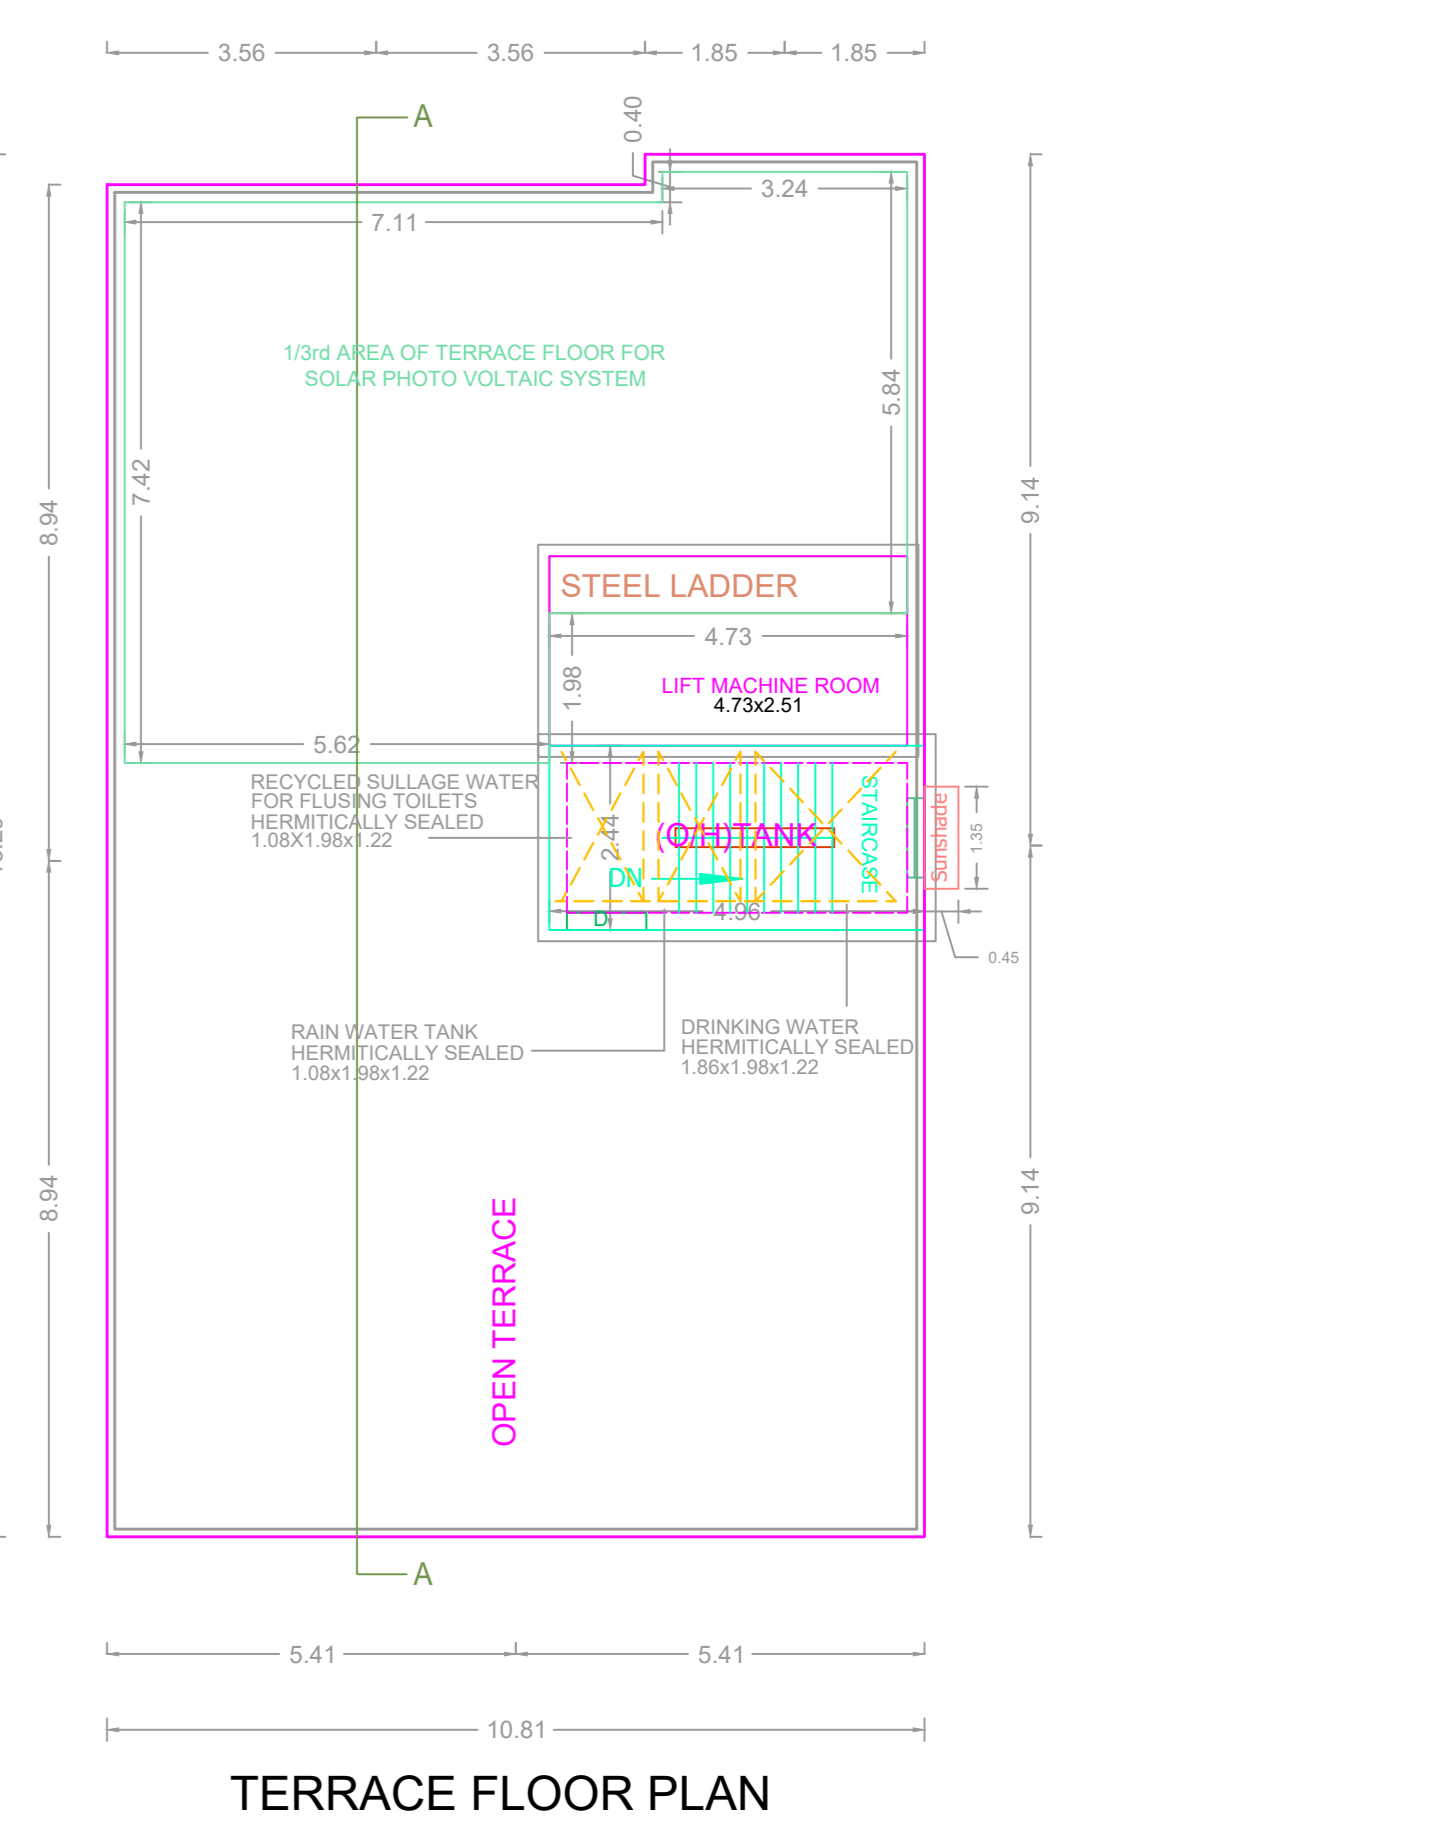 3.56
3.56
1.85
1.85
A
0.40
3.24
7.11
1/3rd AREA OF TERRACE FLOOR FOR
SOLAR PHOTO VOLTAIC SYSTEM
5.84
7.42
8.94
9.14
STEEL LADDER
4.73
1.98
LIFT MACHINE ROOM
4.73x2.51
5.62
RECYCLED SULLAGE WATER
FOR FLUSING TOILETS
HERMITICALLY SEALED
1.08X1.98x1.22
2.44
(O/H)TANK
STAIRCASE
Sunshade
1.35
DN
D
4.96
0.45
RAIN WATER TANK
HERMITICALLY SEALED
1.08x1.98x1.22
DRINKING WATER
HERMITICALLY SEALED
1.86x1.98x1.22
8.94
9.14
OPEN TERRACE
A
5.41
5.41
10.81
TERRACE FLOOR PLAN